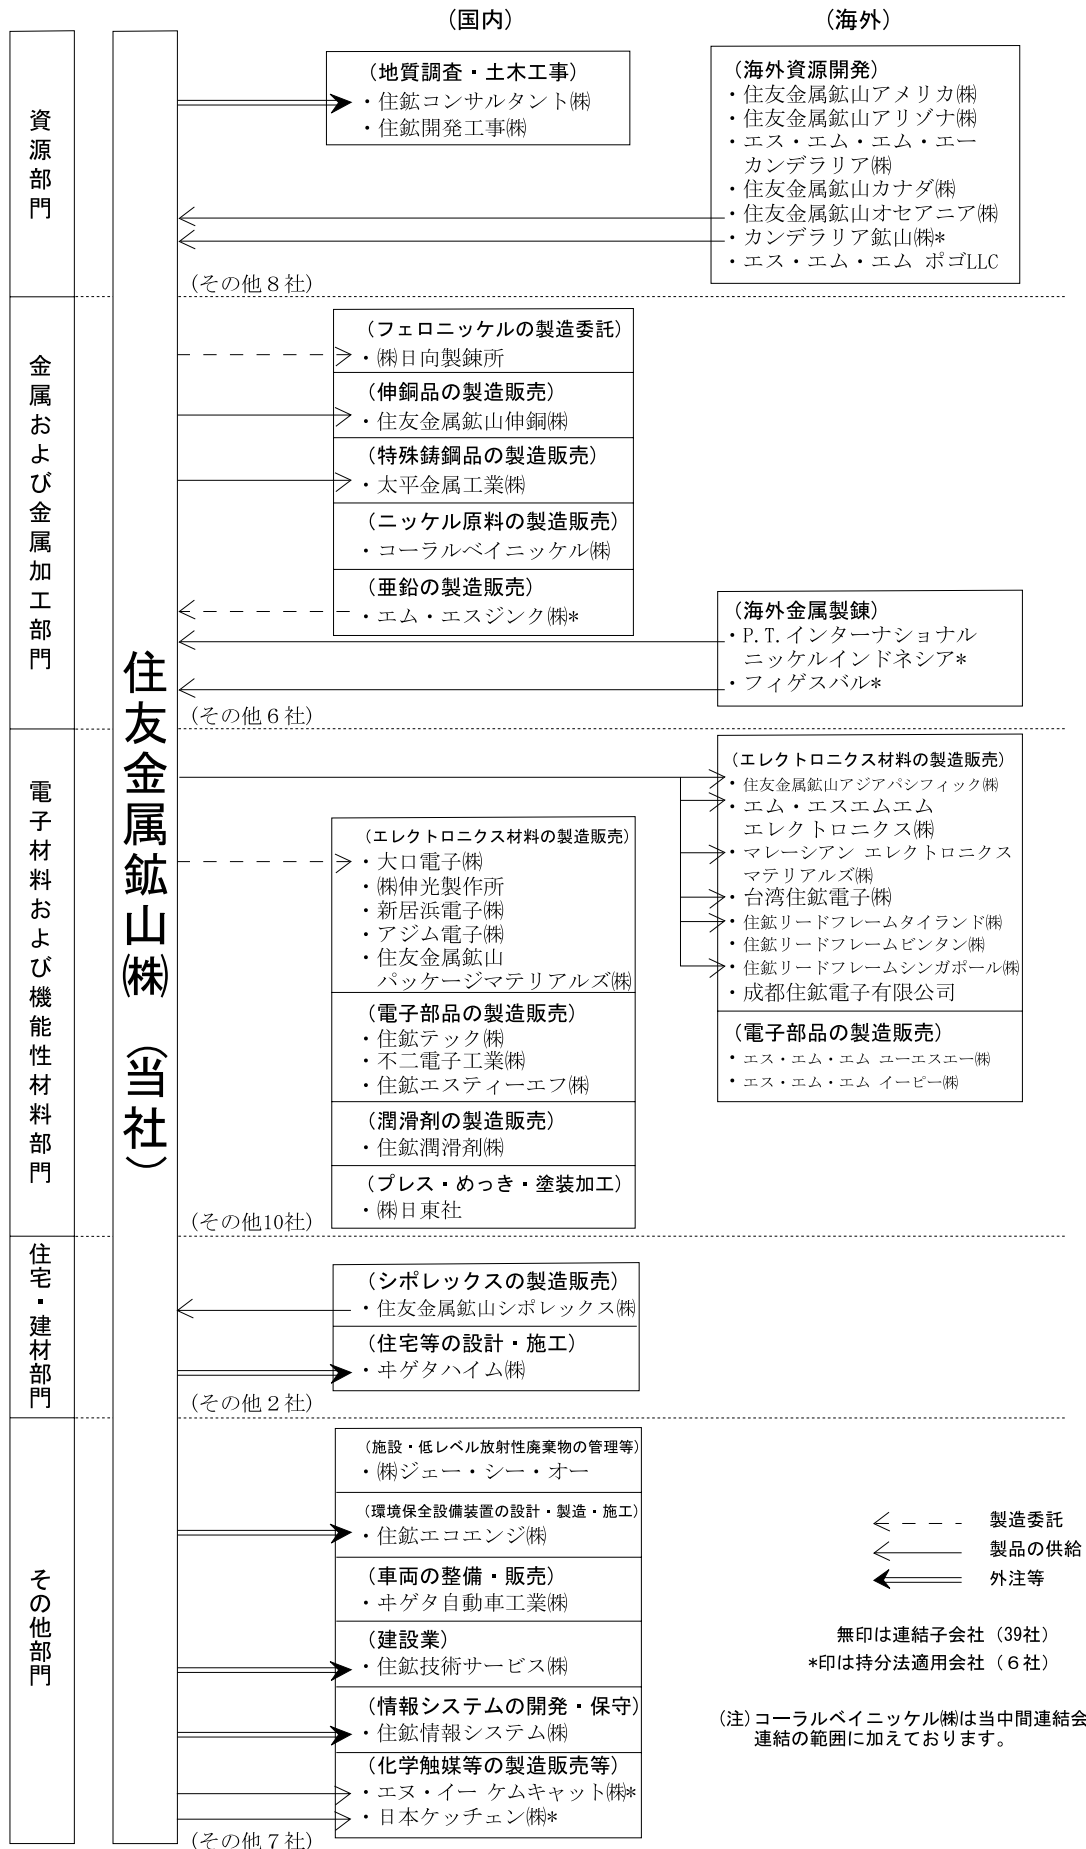 (国内)
(海外)
資源部門
(地質調査・土木工事)
・住鉱コンサルタント㈱
・住鉱開発工事㈱
(海外資源開発)
・住友金属鉱山アメリカ㈱
・住友金属鉱山アリゾナ㈱
・エス・エム・エム・エー
カンデラリア㈱
・住友金属鉱山カナダ㈱
・住友金属鉱山オセアニア㈱
・カンデラリア鉱山㈱*
・エス・エム・エム ポゴLLC
(その他８社)
金属および金属加工部門
(フェロニッケルの製造委託)
・㈱日向製錬所
(伸銅品の製造販売)
・住友金属鉱山伸銅㈱
(特殊鋳鋼品の製造販売)
・太平金属工業㈱
(ニッケル原料の製造販売)
・コーラルベイニッケル㈱
(亜鉛の製造販売)
・エム・エスジンク㈱*
(海外金属製錬)
・P.T.インターナショナル
ニッケルインドネシア*
・フィゲスバル*
(その他６社)
住友金属鉱山㈱（当社）
電子材料および機能性材料部門
(エレクトロニクス材料の製造販売)
・大口電子㈱
・㈱伸光製作所
・新居浜電子㈱
・アジム電子㈱
・住友金属鉱山
パッケージマテリアルズ㈱
(電子部品の製造販売)
・住鉱テック㈱
・不二電子工業㈱
・住鉱エスティーエフ㈱
(潤滑剤の製造販売)
・住鉱潤滑剤㈱
(プレス・めっき・塗装加工)
・㈱日東社
(エレクトロニクス材料の製造販売)
・住友金属鉱山アジアパシフィック㈱
・エム・エスエムエム
エレクトロニクス㈱
・マレーシアン エレクトロニクス
マテリアルズ㈱
・台湾住鉱電子㈱
・住鉱リードフレームタイランド㈱
・住鉱リードフレームビンタン㈱
・住鉱リードフレームシンガポール㈱
・成都住鉱電子有限公司
(電子部品の製造販売)
・エス・エム・エム ユーエスエー㈱
・エス・エム・エム イーピー㈱
(その他10社)
住宅・建材部門
(シポレックスの製造販売)
・住友金属鉱山シポレックス㈱
(住宅等の設計・施工)
・ヰゲタハイム㈱
(その他２社)
その他部門
(施設・低レベル放射性廃棄物の管理等)
・㈱ジェー・シー・オー
(環境保全設備装置の設計・製造・施工)
・住鉱エコエンジ㈱
(車両の整備・販売)
・ヰゲタ自動車工業㈱
(建設業)
・住鉱技術サービス㈱
(情報システムの開発・保守)
・住鉱情報システム㈱
(化学触媒等の製造販売等)
・エヌ・イー ケムキャット㈱*
・日本ケッチェン㈱*
(その他７社)
製造委託
製品の供給
外注等
無印は連結子会社（39社）
*印は持分法適用会社（６社）
(注)コーラルベイニッケル㈱は当中間連結会
連結の範囲に加えております。